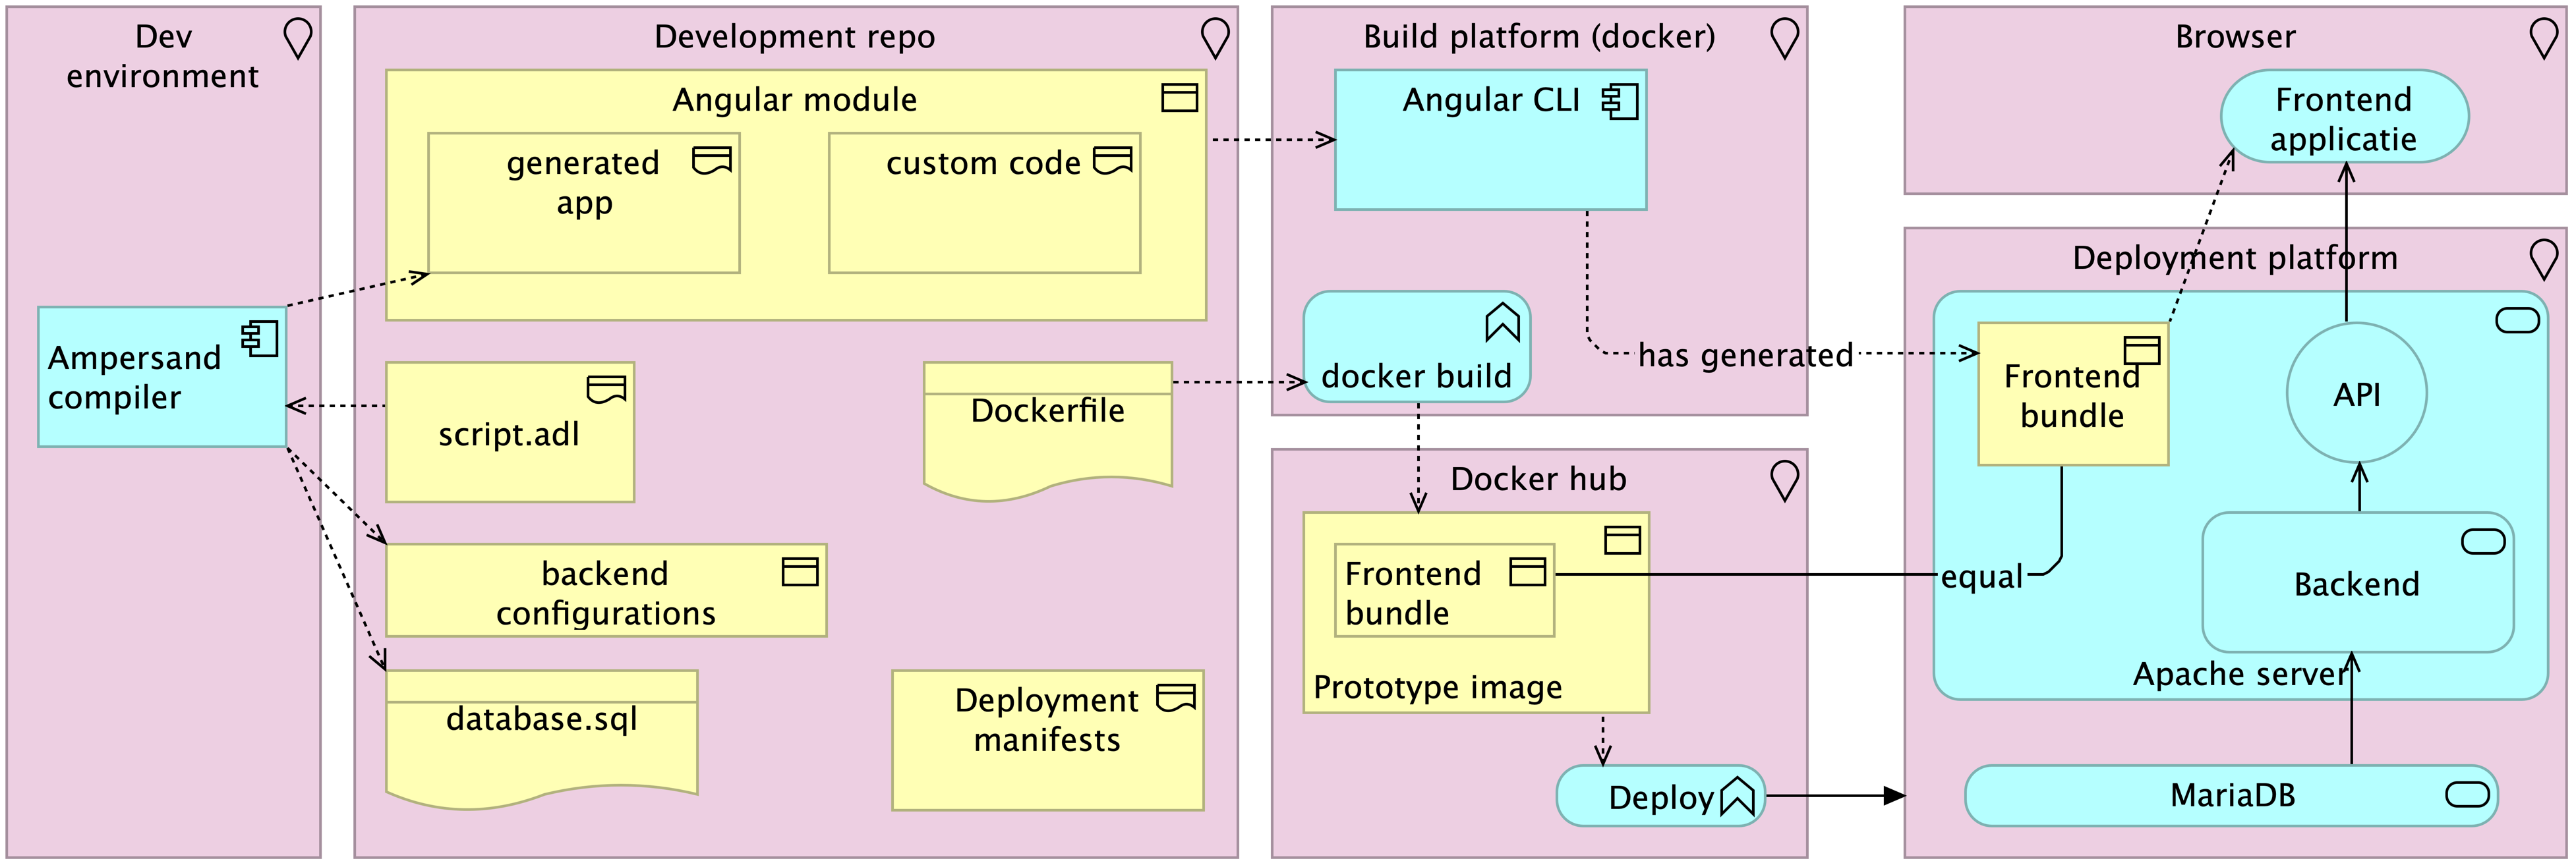 Dev
environment
Ampersand
compiler
Development repo
Angular module
generated
app
custom code
script.adl
Dockerfile
backend
configurations
database.sql
Deployment
manifests
Build platform (docker)
Angular CLI
docker build
has generated
Docker hub
Frontend
bundle
Prototype image
Deploy
equal
Browser
Frontend
applicatie
Deployment platform
Frontend
bundle
API
Backend
Apache server
MariaDB